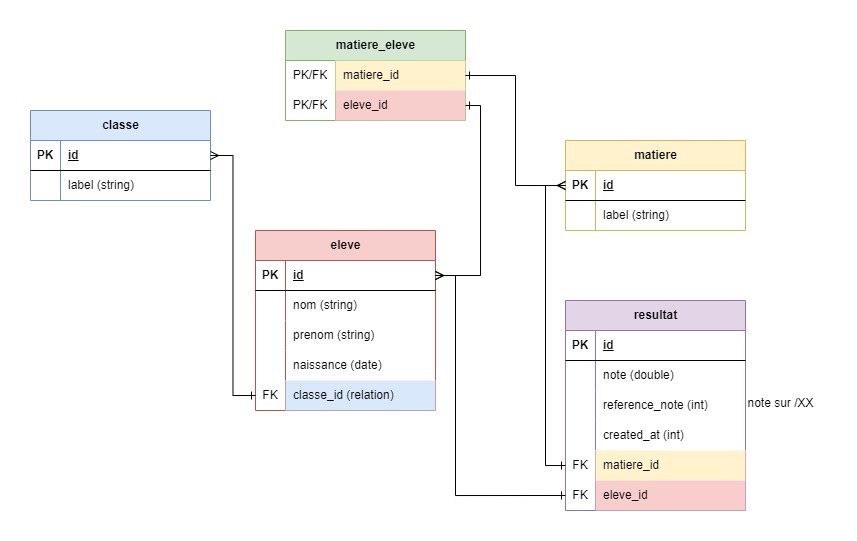 matiere_eleve
PK/FK matiere_id
PK/FK eleve_id
classe
PK id
label (string)
matiere
PK id
label (string)
eleve
PK id
nom (string)
prenom (string)
naissance (date)
FK classe_id (relation)
resultat
PK id
note (double)
reference_note (int) note sur /XX
created_at (int)
FK matiere_id
FK eleve_id